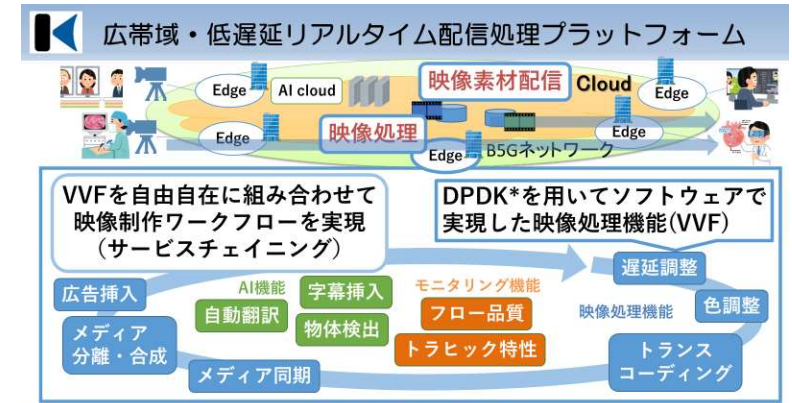 広帯域・低遅延リアルタイム配信処理プラットフォーム
Edge
AI cloud
映像素材配信
Cloud
Edge
Edge
映像処理
Edge
Edge
B5Gネットワーク
VVFを自由自在に組み合わせて
映像制作ワークフローを実現
(サービスチェイニング)
DPDK*を用いてソフトウェアで
実現した映像処理機能(VVF)
遅延調整
広告挿入
AI機能
字幕挿入
モニタリング機能
自動翻訳
フロー品質
映像処理機能
色調整
メディア
分離・合成
物体検出
トラヒック特性
トランス
コーディング
メディア同期